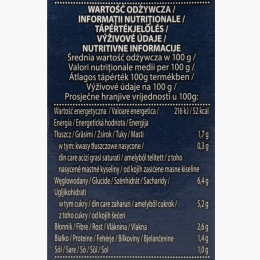 WARTOŚĆ ODŻYWCZA /
INFORMAȚII NUTRIȚIONALE /
TÁPÉRTÉKJELÖLÉS /
VÝŽIVOVÉ ÚDAJE /
NUTRITIVNE INFORMACIJE
Średnia wartość odżywcza w 100 g /
Valori nutritionale medii per 100 g /
Átlagos tápérték 100g termékben /
Výživové údaje na 100 g /
Prosječne hranjive vrijednosti u 100g:
Wartość energetyczna / Valoare energetica / 216 kJ / 52 kcal
Energia / Energetická hodnota / Energija
Tłuszcz / Grăsimi / Zsírok / Tuky / Masti 1,7 g
w tym: kwasy tłuszczowe nasycone / 0,3 g
din care acizi grasi saturati / amelyből telített / z toho
nasycené mastné kyseliny / od kojih zasićene masne kiseline
Węglowodany / Glucide / Szénhidrát / Sacharidy / 6,4 g
Ugljikohidrati
w tym cukry / din care zaharuri / amelyből cukrok / 5,2 g
z toho cukry / od kojih šećeri
Błonnik / Fibre / Rost / Vláknina / Vlakna 2,6 g
Białko / Proteine / Fehérje / Bílkoviny / Bjelančevine 1,4 g
Sól / Sare / Só / Sůl / Sol 1,0 g